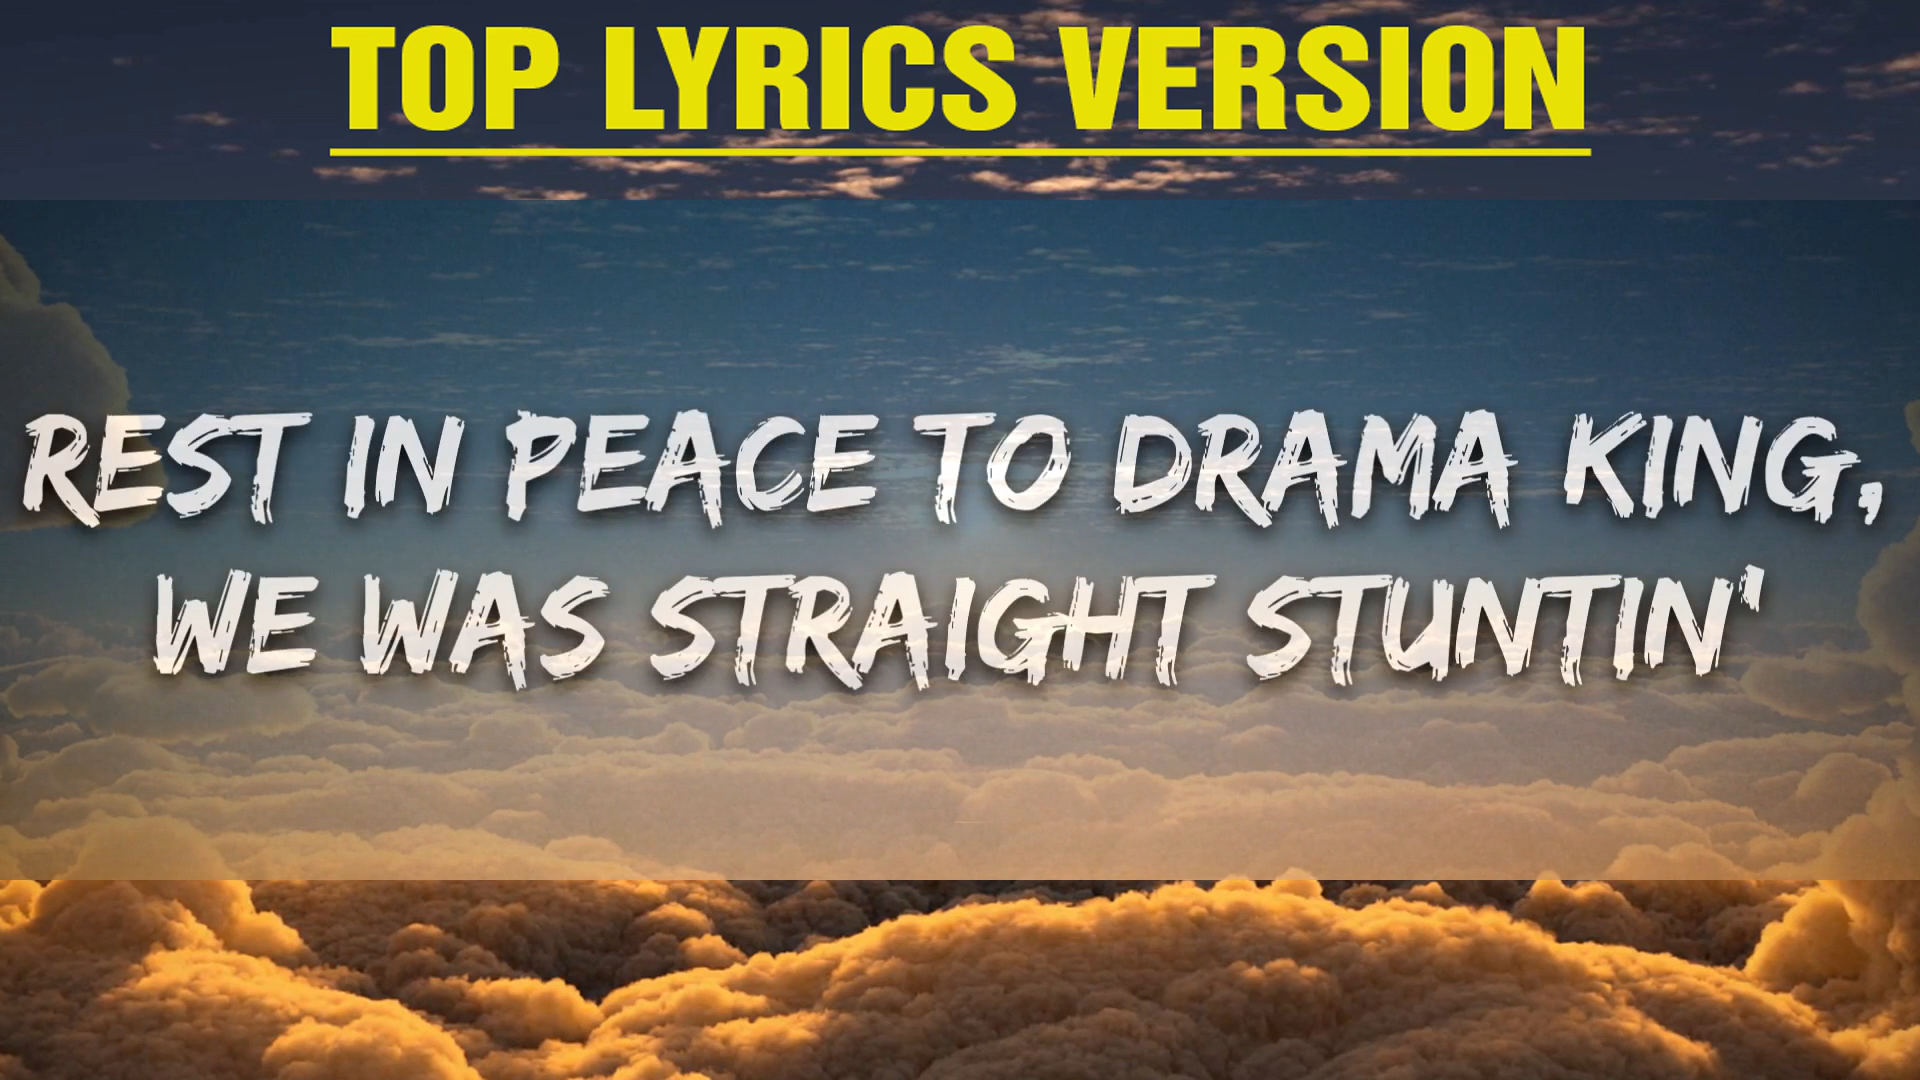 TOP LYRICS VERSION
REST IN PEACE TO DRAMA KING,
WE WAS STRAIGHT STUNTIN'